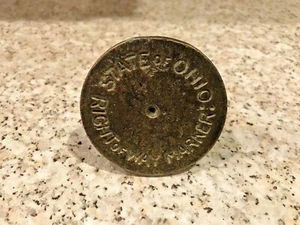 STATE OF OHIO:
RIGHT OF WAY MARKER: